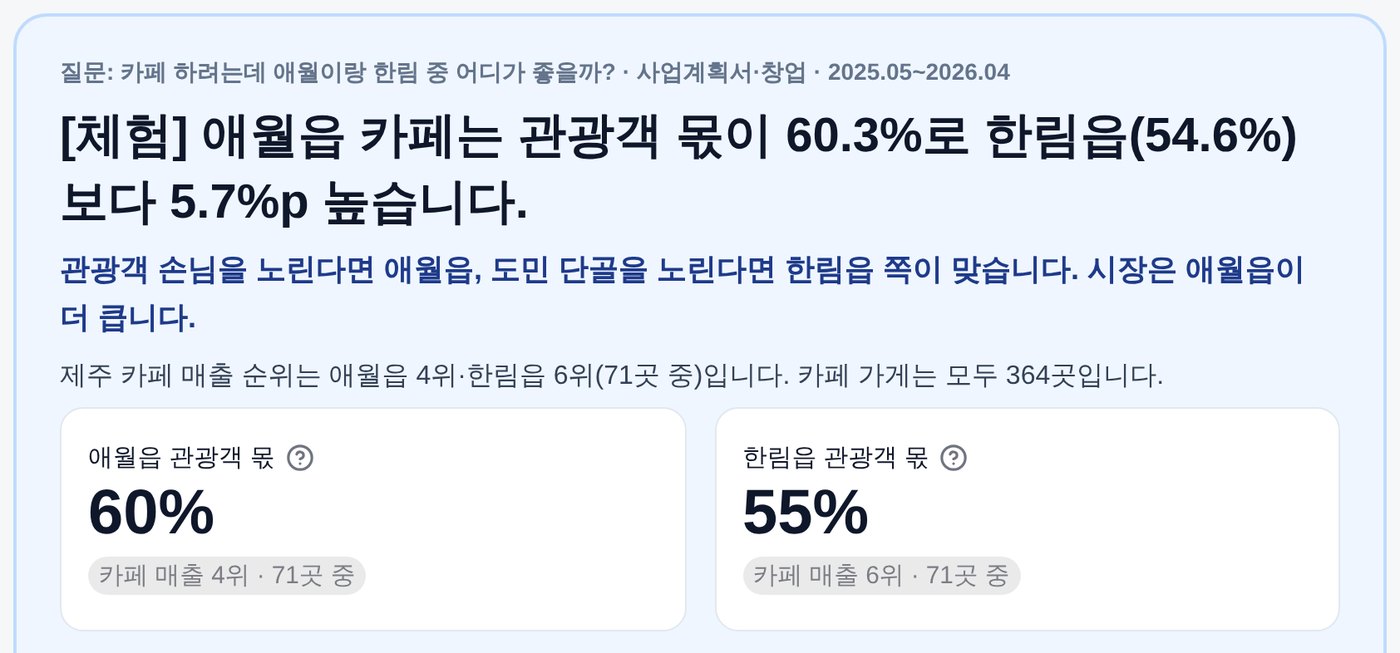 질문: 카페 하려는데 애월이랑 한림 중 어디가 좋을까? · 사업계획서·창업 · 2025.05~2026.04
[체험] 애월읍 카페는 관광객 몫이 60.3%로 한림읍(54.6%)
보다 5.7%p 높습니다.
관광객 손님을 노린다면 애월읍, 도민 단골을 노린다면 한림읍 쪽이 맞습니다. 시장은 애월읍이
더 큽니다.
제주 카페 매출 순위는 애월읍 4위·한림읍 6위(71곳 중)입니다. 카페 가게는 모두 364곳입니다.
애월읍 관광객 몫 ?
60%
카페 매출 4위 · 71곳 중
한림읍 관광객 몫 ?
55%
카페 매출 6위 · 71곳 중